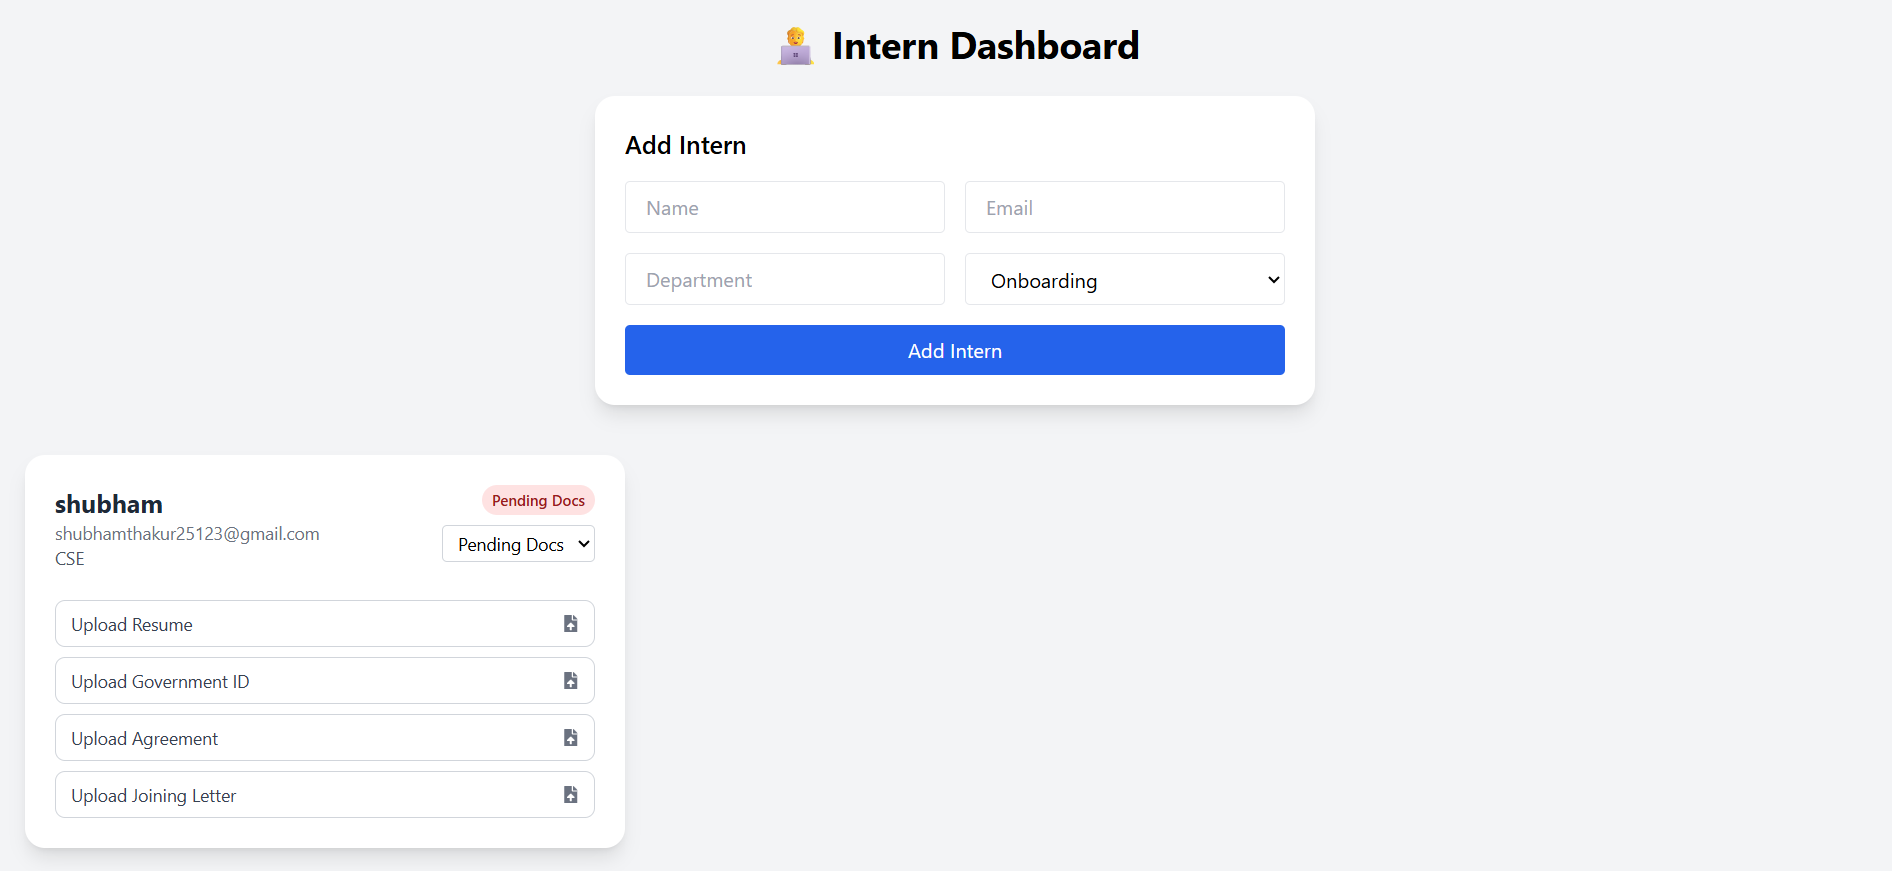 Intern Dashboard
Add Intern
Name
Email
Department
Onboarding
Add Intern
shubham
Pending Docs
shubhamthakur25123@gmail.com
Pending Docs
CSE
Upload Resume
Upload Government ID
Upload Agreement
Upload Joining Letter